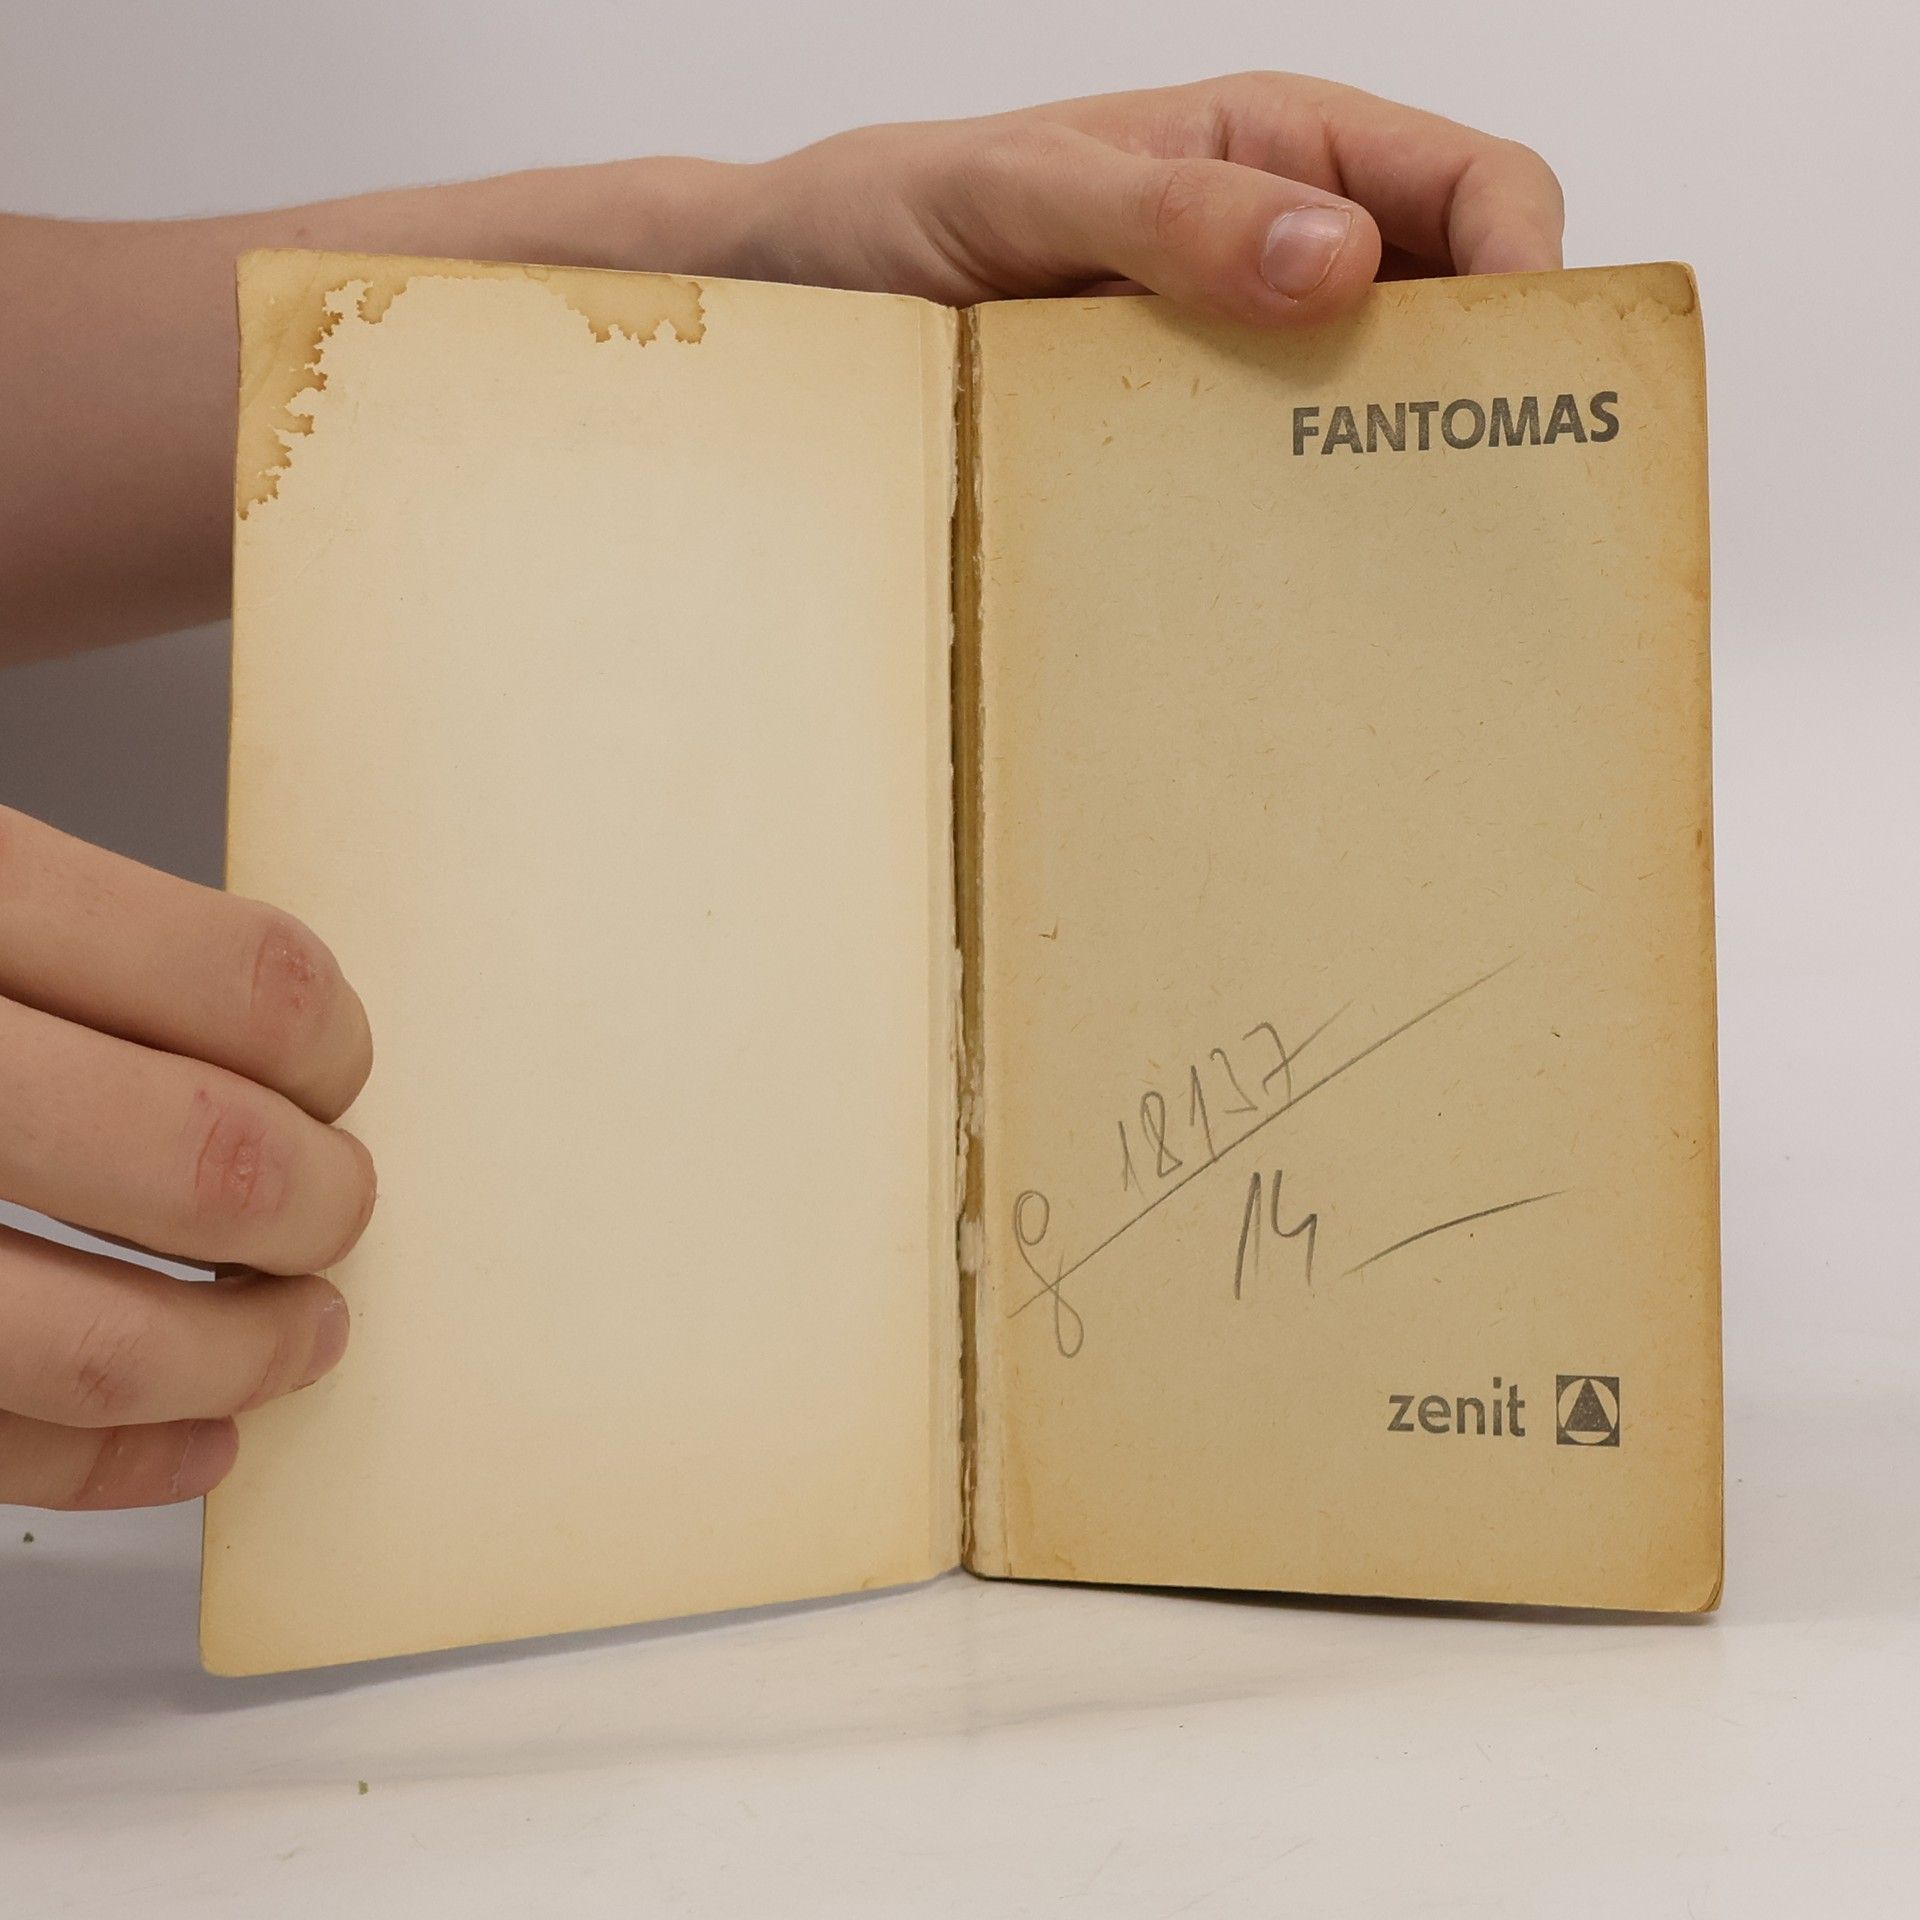 FANTOMAS
18137
14
zenit